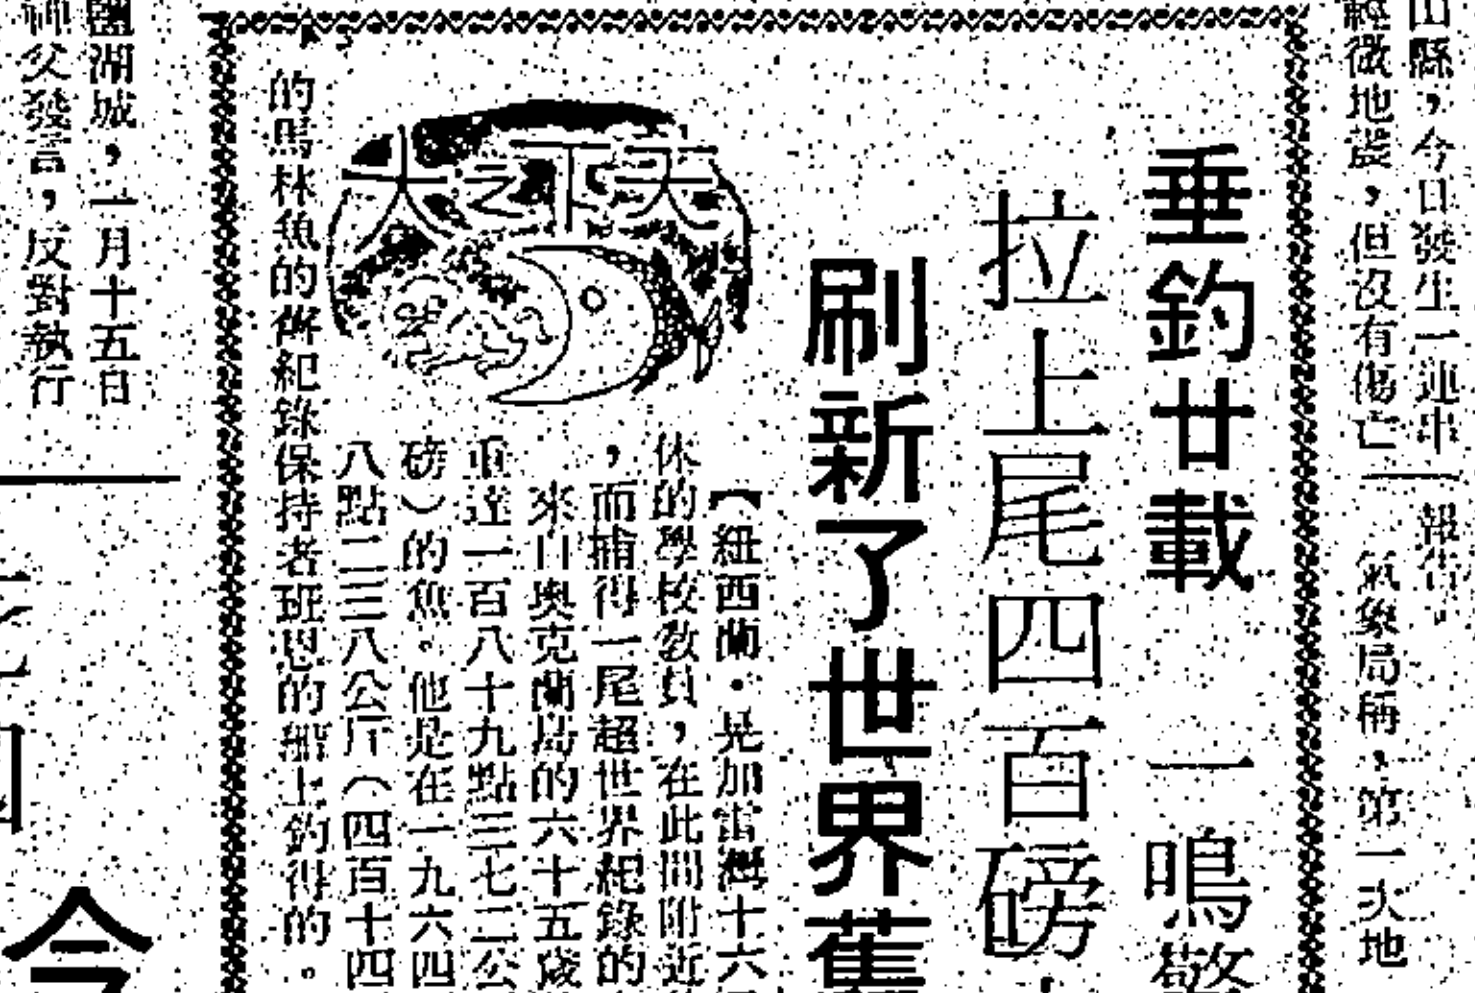 山縣，今日發生一連串
經微地震，但沒有傷亡
報告。
氣象局稱，第一次地
垂釣廿載 一鳴驚
拉上尾四百磅
刷新了世界舊
天下之大
【紐西蘭·晃加雷灣十六
休的學校教員，在此間附近
，而捕得一尾超世界紀錄的
來自奧克蘭島的六十五歲
重達一百八十九點三七二公
磅）的魚。他是在一九六四
八點二三八公斤（四百十四
的馬林魚的舊紀錄保持者班恩的船上釣得的。
鹽湖城，一月十五日
神父發言，反對執行
今